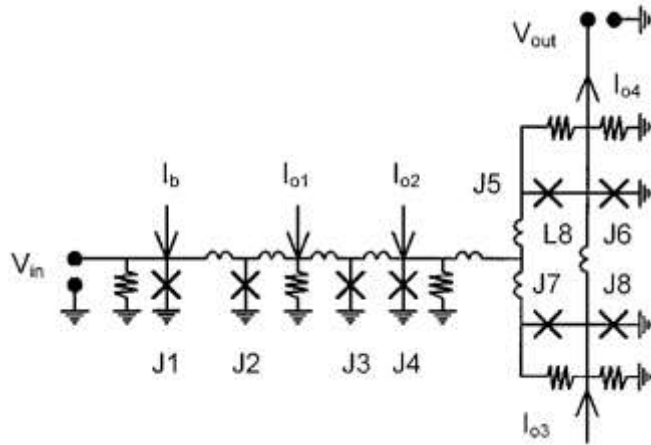 V_out
I_o4
I_b I_o1 I_o2 J5
L8 J6
V_in
J7 J8
J1 J2 J3 J4
I_o3